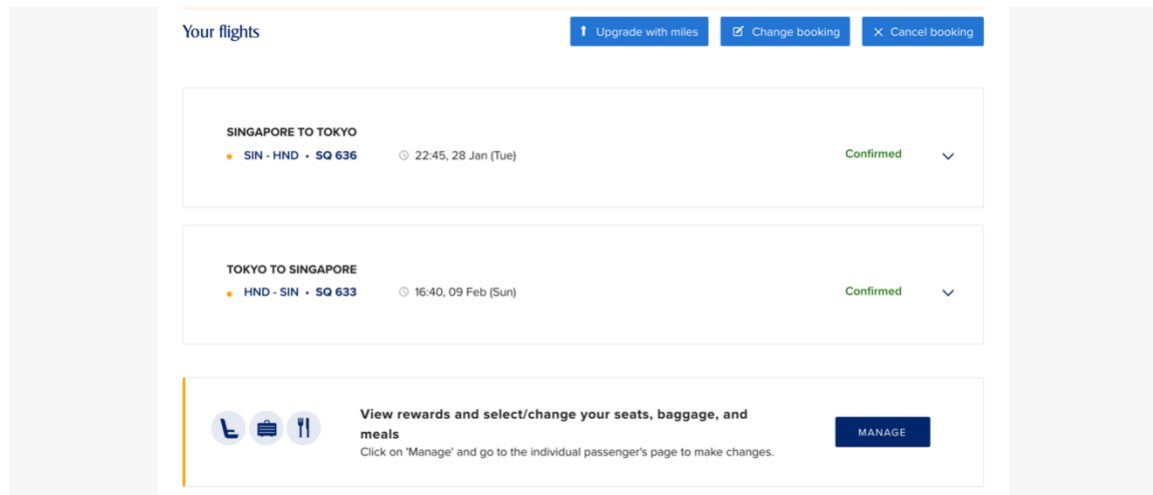 Your flights
Upgrade with miles
Change booking
Cancel booking
SINGAPORE TO TOKYO
SIN - HND • SQ 636
22:45, 28 Jan (Tue)
Confirmed
TOKYO TO SINGAPORE
HND - SIN • SQ 633
16:40, 09 Feb (Sun)
Confirmed
View rewards and select/change your seats, baggage, and
meals
Click on 'Manage' and go to the individual passenger's page to make changes.
MANAGE